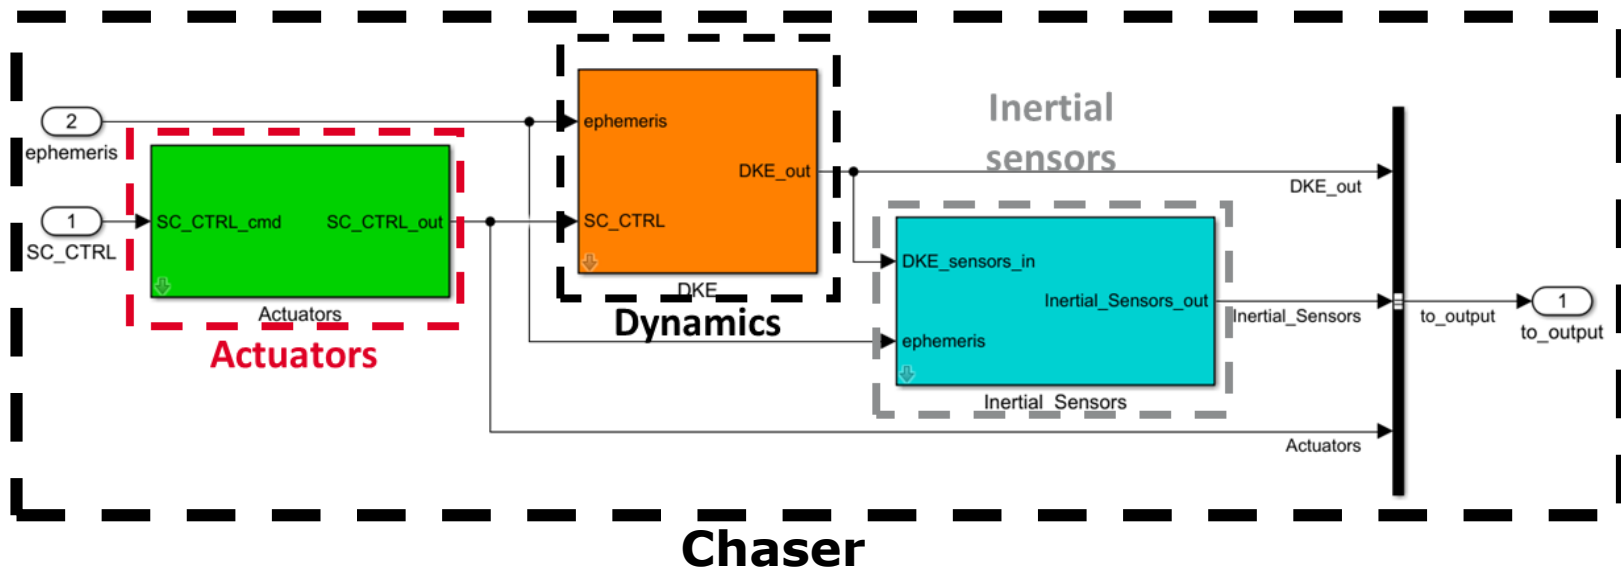 2
ephemeris
1
SC_CTRL
SC_CTRL_cmd
SC_CTRL_out
Actuators
Actuators
ephemeris
DKE_out
SC_CTRL
DKE
Dynamics
Inertial
sensors
DKE_sensors_in
Inertial_Sensors_out
ephemeris
Inertial_Sensors
DKE_out
Inertial_Sensors
Actuators
to_output
1
to_output
Chaser